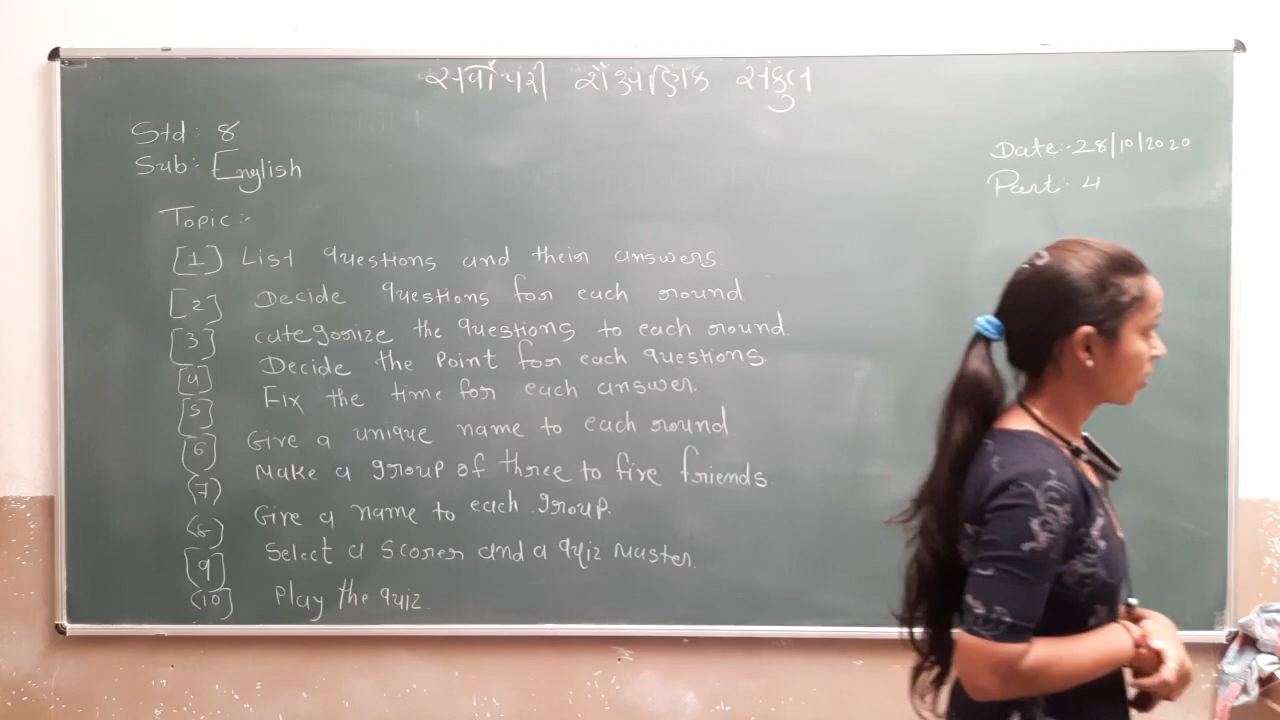 સર્વોપરી શૈક્ષણિક સંકુલ
Std: 8
Sub: English
Date:- 28/10/2020
Part: 4
Topic:-
[1] List questions and their answers.
[2] Decide questions for each round
[3] categorize the questions to each round.
[4] Decide the Point for each questions.
[5] Fix the time for each answer.
[6] Give a unique name to each round
(7) Make a group of three to five friends.
(8) Give a name to each group.
[9] Select a scorer and a quiz master.
(10) Play the quiz.